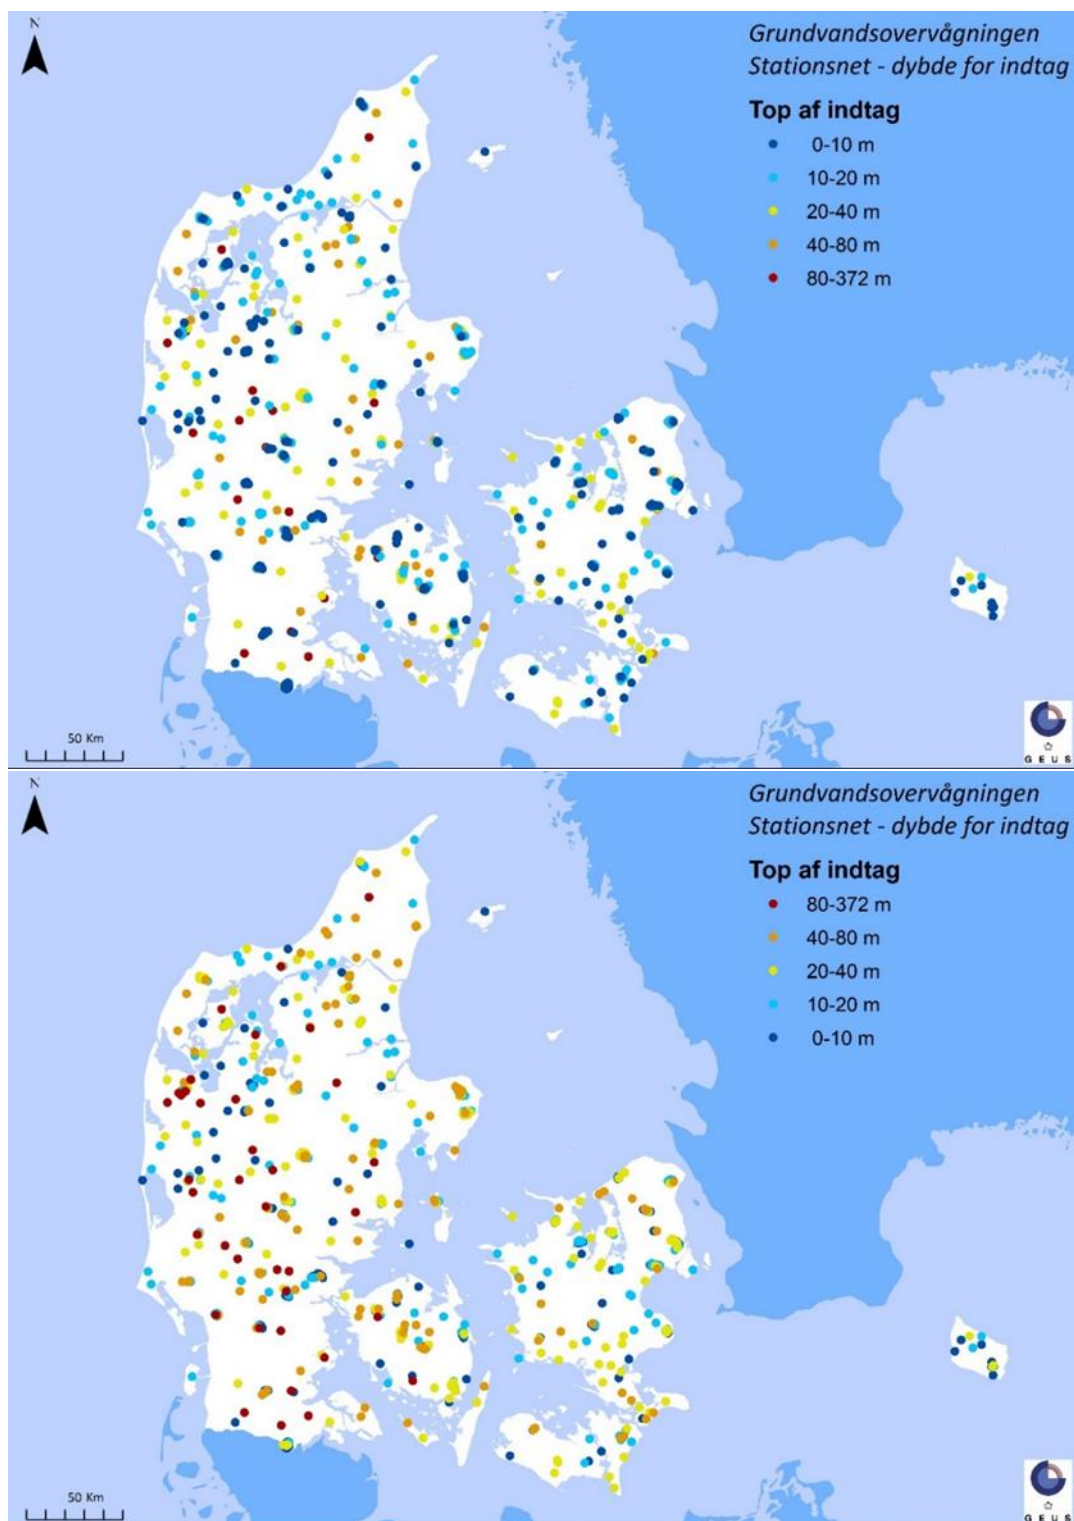 N
Grundvandsovervågningen
Stationsnet - dybde for indtag
Top af indtag
0-10 m
10-20 m
20-40 m
40-80 m
80-372 m
50 Km
G E U S
N
Grundvandsovervågningen
Stationsnet - dybde for indtag
Top af indtag
80-372 m
40-80 m
20-40 m
10-20 m
0-10 m
50 Km
G E U S